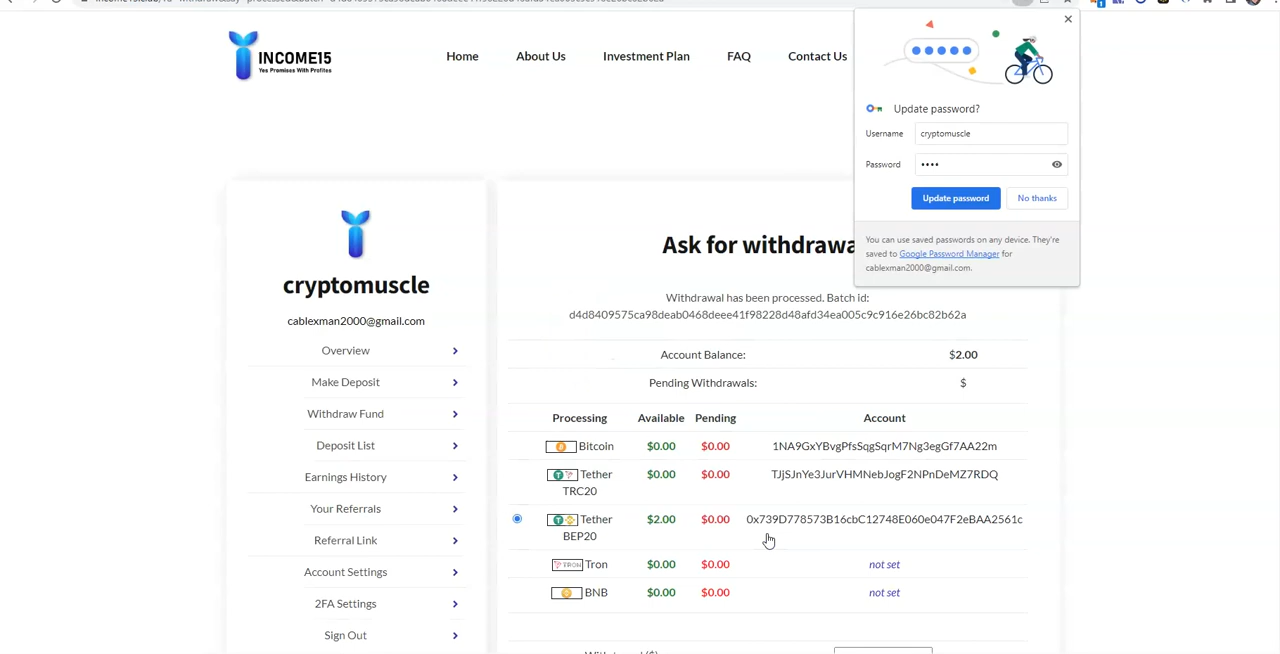 INCOME15
Yes Promises With Profites
Home About Us Investment Plan FAQ Contact Us
Update password?
Username cryptomuscle
Password ••••
Update password No thanks
You can use saved passwords on any device. They're
saved to Google Password Manager for
cablexman2000@gmail.com.
cryptomuscle
cablexman2000@gmail.com
Overview
Make Deposit
Withdraw Fund
Deposit List
Earnings History
Your Referrals
Referral Link
Account Settings
2FA Settings
Sign Out
Ask for withdrawa
Withdrawal has been processed. Batch id:
d4d8409575ca98deab0468deee41f98228d48afd34ea005c9c916e26bc82b62a
Account Balance: $2.00
Pending Withdrawals: $
Processing Available Pending Account
Bitcoin $0.00 $0.00 1NA9GxYBvgPfsSqgSqrM7Ng3egGf7AA22m
Tether $0.00 $0.00 TJjSJnYe3JurVHMNebJogF2NPnDeMZ7RDQ
TRC20
Tether $2.00 $0.00 0x739D778573B16cbC12748E060e047F2eBAA2561c
BEP20
TRON Tron $0.00 $0.00 not set
BNB $0.00 $0.00 not set